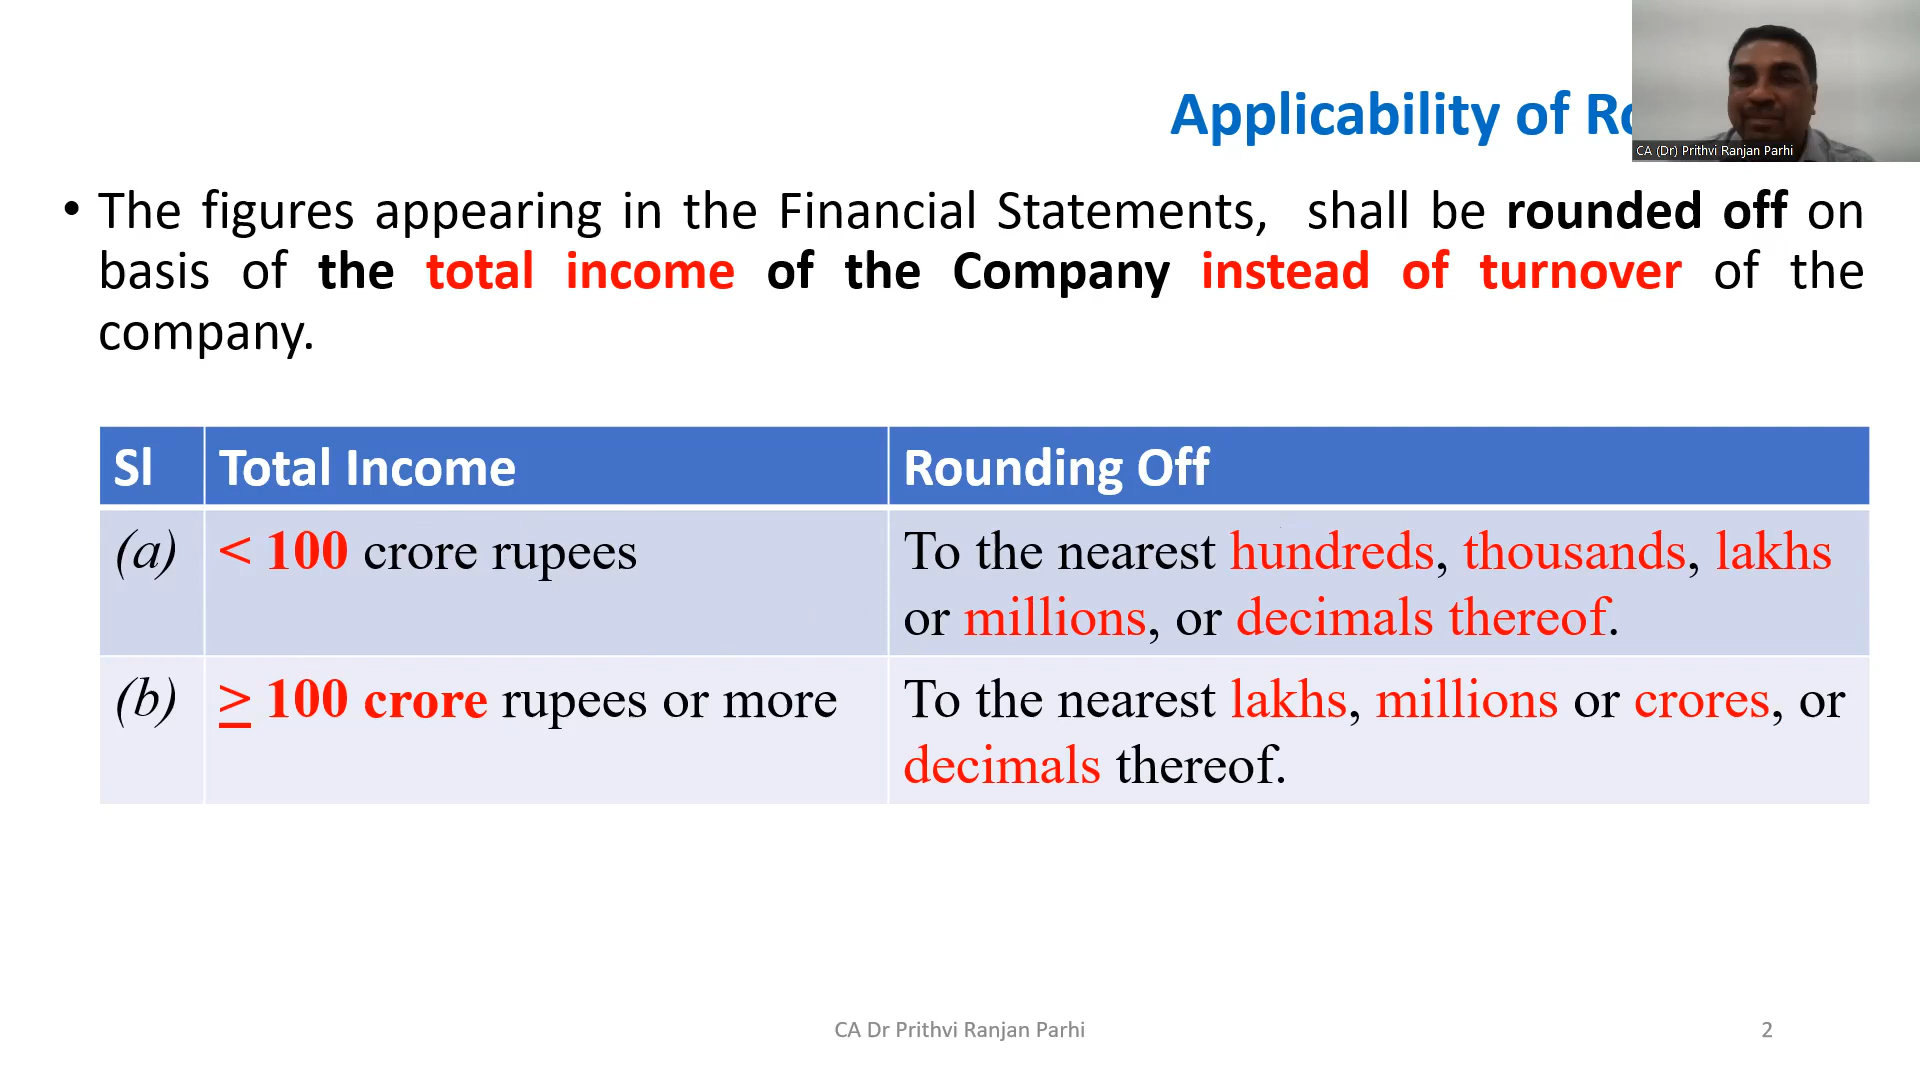 Applicability of Ro
CA (Dr) Prithvi Ranjan Parhi
• The figures appearing in the Financial Statements, shall be rounded off on
basis of the total income of the Company instead of turnover of the
company.
Sl Total Income Rounding Off
(a) < 100 crore rupees To the nearest hundreds, thousands, lakhs
or millions, or decimals thereof.
(b) ≥ 100 crore rupees or more To the nearest lakhs, millions or crores, or
decimals thereof.
CA Dr Prithvi Ranjan Parhi 2